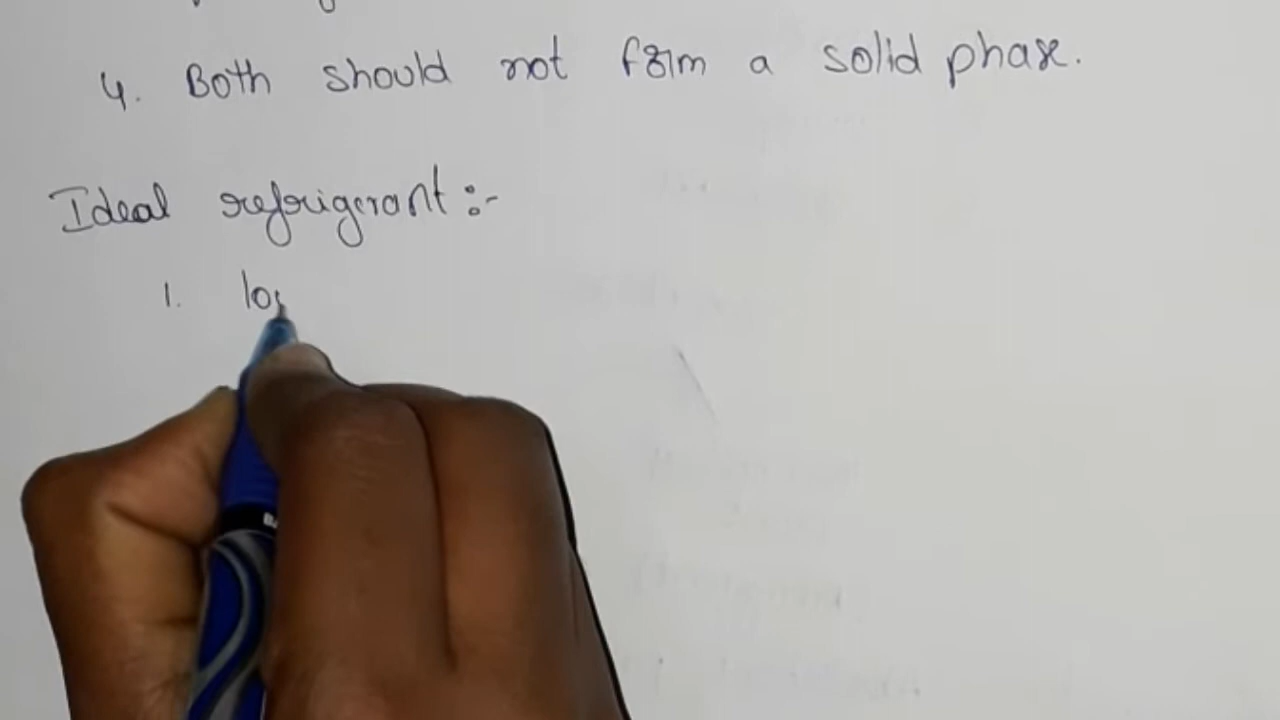 4. Both should not form a solid phase.
Ideal refrigerant :-
1. lo